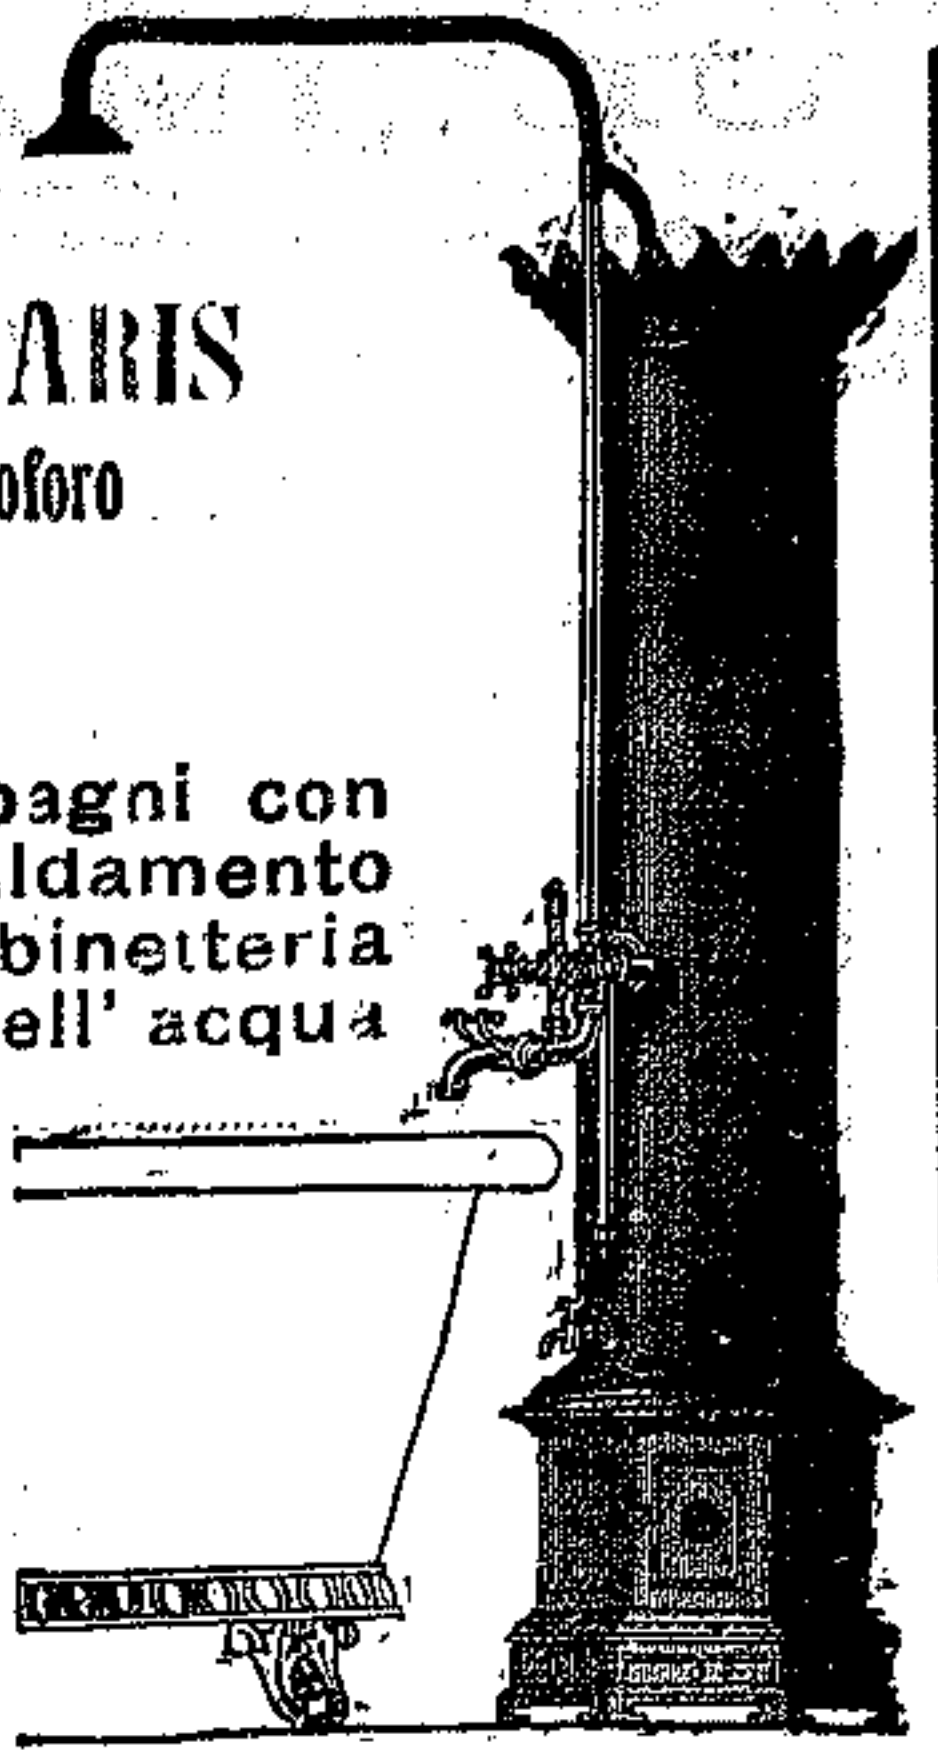 ARIS
oforo
bagni con
ldamento
binetteria
ell' acqua